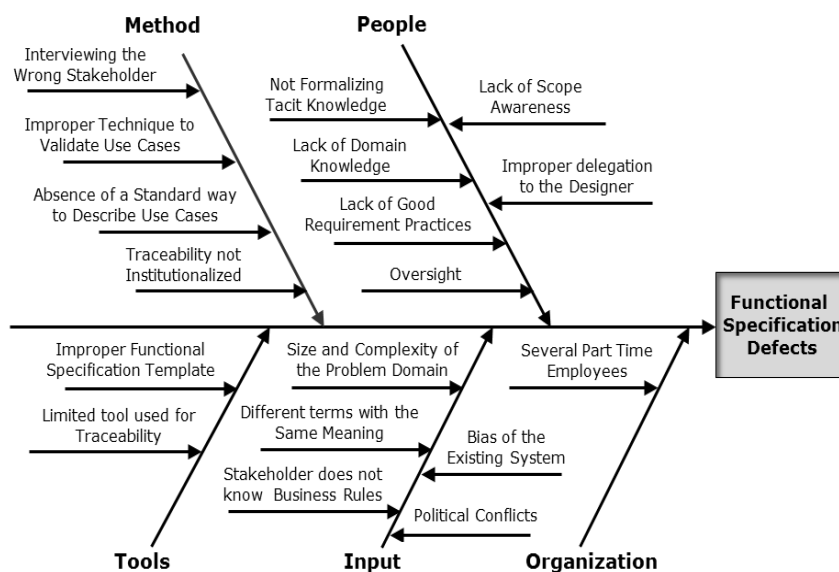 Method
People
Interviewing the
Wrong Stakeholder
Improper Technique to
Validate Use Cases
Absence of a Standard way
to Describe Use Cases
Traceability not
Institutionalized
Not Formalizing
Tacit Knowledge
Lack of Domain
Knowledge
Lack of Good
Requirement Practices
Oversight
Lack of Scope
Awareness
Improper delegation
to the Designer
Functional
Specification
Defects
Improper Functional
Specification Template
Limited tool used for
Traceability
Size and Complexity of
the Problem Domain
Different terms with the
Same Meaning
Stakeholder does not
know Business Rules
Bias of the
Existing System
Political Conflicts
Several Part Time
Employees
Tools
Input
Organization